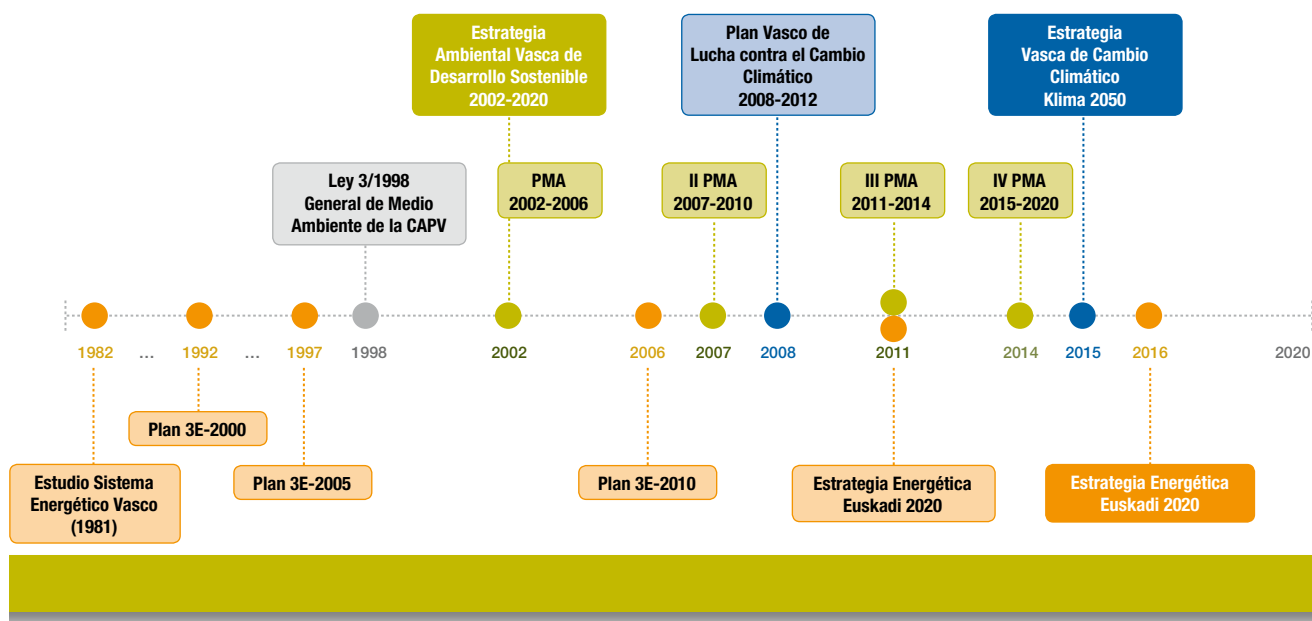 Estrategia
Ambiental Vasca de
Desarrollo Sostenible
2002-2020
Plan Vasco de
Lucha contra el Cambio
Climático
2008-2012
Estrategia
Vasca de Cambio
Climático
Klima 2050
Ley 3/1998
General de Medio
Ambiente de la CAPV
PMA
2002-2006
II PMA
2007-2010
III PMA
2011-2014
IV PMA
2015-2020
1982 ... 1992 ... 1997 1998 2002 2006 2007 2008 2011 2014 2015 2016 2020
Plan 3E-2000
Estudio Sistema
Energético Vasco
(1981)
Plan 3E-2005
Plan 3E-2010
Estrategia Energética
Euskadi 2020
Estrategia Energética
Euskadi 2020